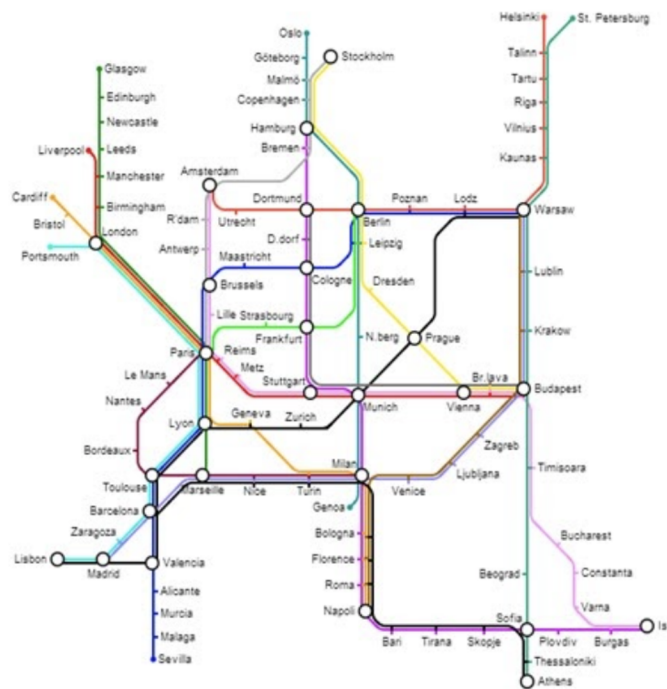 Helsinki
St. Petersburg
Oslo
Göteborg
Stockholm
Talinn
Glasgow
Malmö
Tartu
Edinburgh
Copenhagen
Riga
Newcastle
Hamburg
Vilnius
Liverpool
Leeds
Bremen
Kaunas
Manchester
Amsterdam
Cardiff
Birmingham
Dortmund
Poznan
Lodz
Warsaw
Bristol
R'dam
Utrecht
Berlin
London
Portsmouth
Antwerp
D.dorf
Leipzig
Maastricht
Cologne
Lublin
Brussels
Dresden
Lille
Strasbourg
Krakow
Frankfurt
N.berg
Prague
Paris
Reims
Metz
Le Mans
Stuttgart
Br.lava
Budapest
Nantes
Munich
Vienna
Lyon
Geneva
Zurich
Zagreb
Bordeaux
Milan
Ljubljana
Timisoara
Toulouse
Marseille
Nice
Turin
Venice
Barcelona
Genoa
Zaragoza
Bologna
Bucharest
Lisbon
Madrid
Valencia
Florence
Beograd
Constanta
Alicante
Roma
Murcia
Napoli
Varna
Sofia
Is
Malaga
Bari
Tirana
Skopje
Plovdiv
Burgas
Sevilla
Thessaloniki
Athens